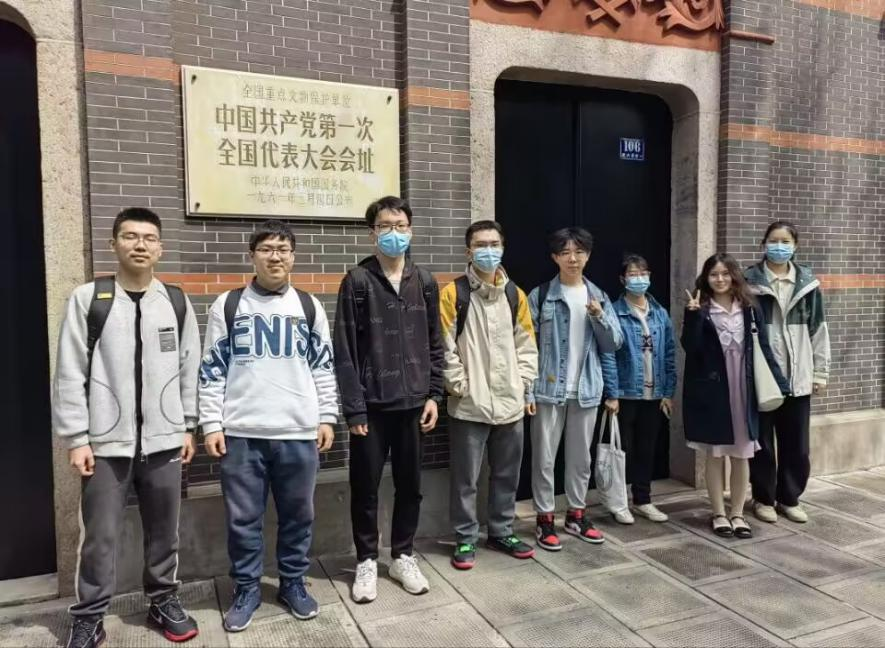 全国重点文物保护单位
中国共产党第一次
全国代表大会会址
中华人民共和国国务院
一九六一年三月四日公布
106
ENIS